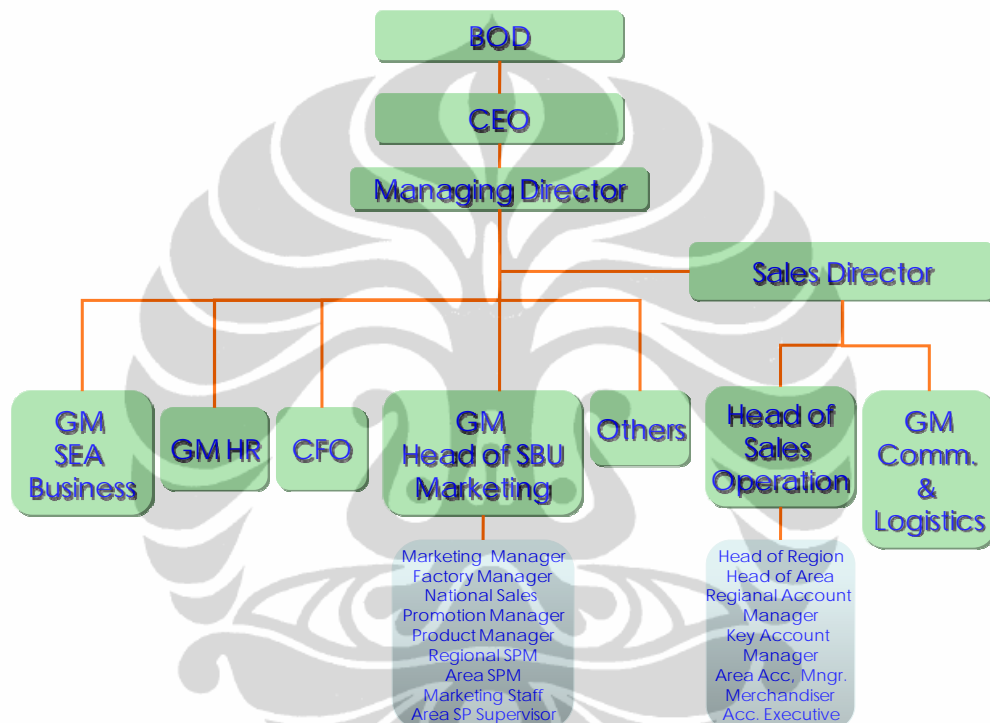 BOD
CEO
Managing Director
Sales Director
GM
SEA
Business
GM HR
CFO
GM
Head of SBU
Marketing
Others
Head of
Sales
Operation
GM
Comm.
&
Logistics
Marketing Manager
Factory Manager
National Sales
Promotion Manager
Product Manager
Regional SPM
Area SPM
Marketing Staff
Area SP Supervisor
Head of Region
Head of Area
Regianal Account
Manager
Key Account
Manager
Area Acc, Mngr.
Merchandiser
Acc. Executive